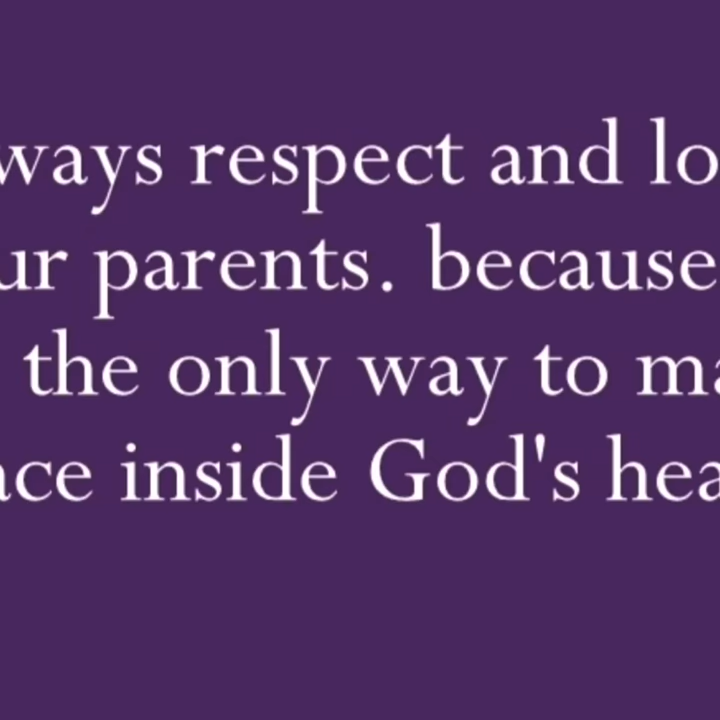 ways respect and lo
ur parents. because
the only way to ma
ace inside God's hea